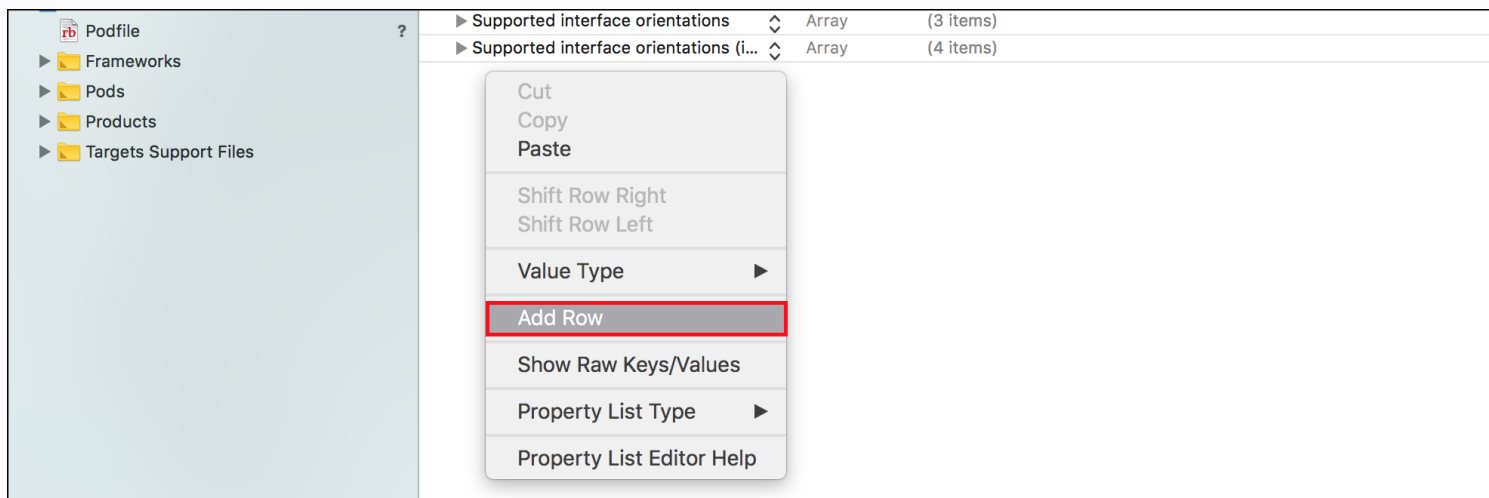 rb Podfile ?
Frameworks
Pods
Products
Targets Support Files
Supported interface orientations Array (3 items)
Supported interface orientations (i... Array (4 items)
Cut
Copy
Paste
Shift Row Right
Shift Row Left
Value Type
Add Row
Show Raw Keys/Values
Property List Type
Property List Editor Help